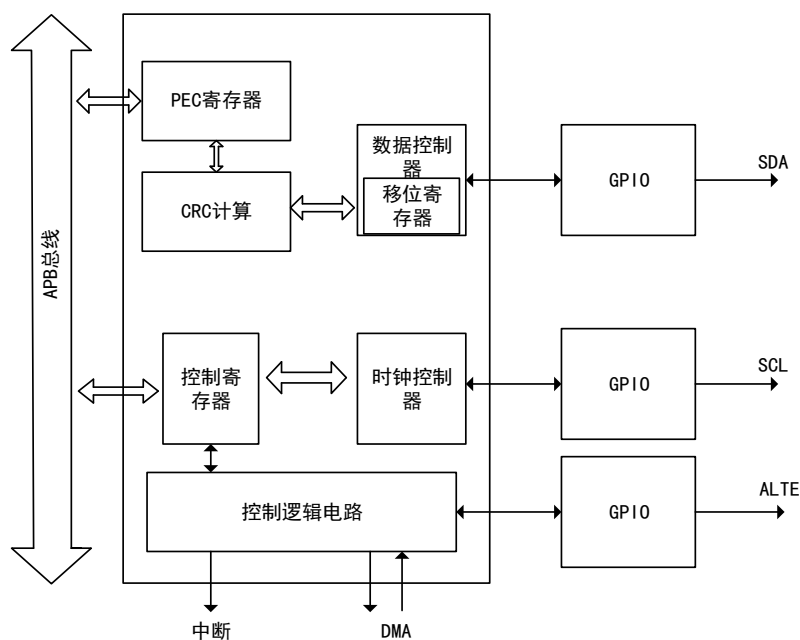 PEC寄存器
数据控制
器
移位寄
存器
GPIO
SDA
CRC计算
APB总线
控制寄
存器
时钟控制
器
GPIO
SCL
控制逻辑电路
GPIO
ALTE
中断
DMA